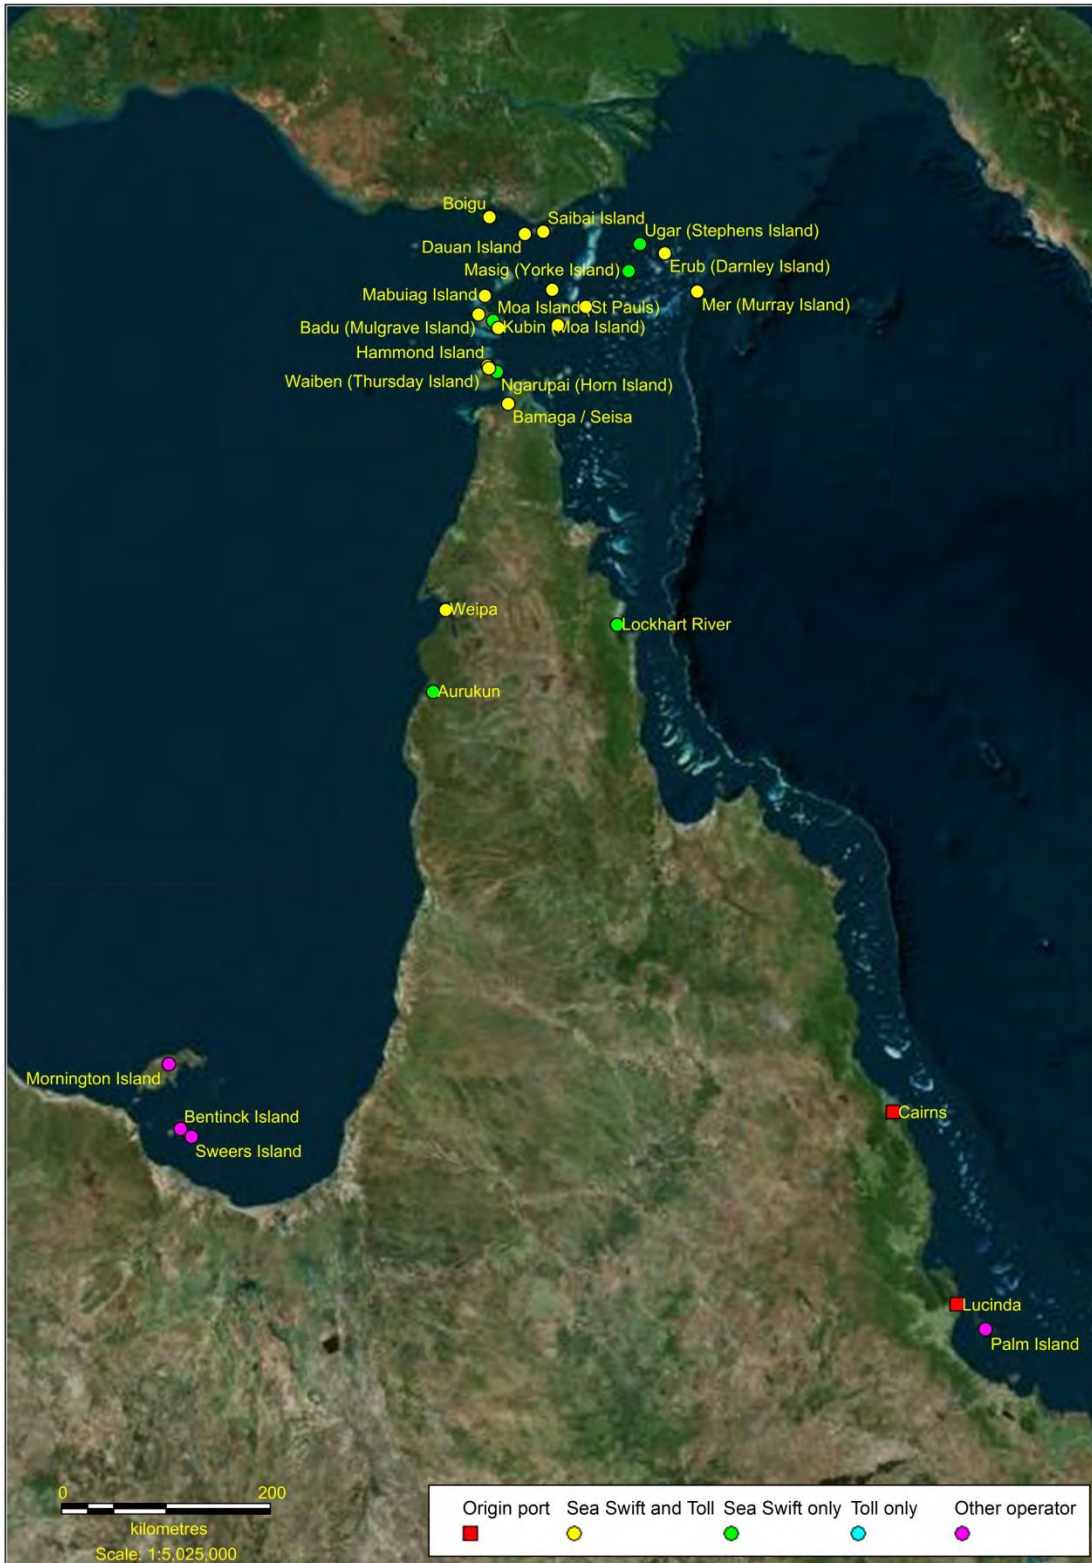 Boigu
Saibai Island
Ugar (Stephens Island)
Dauan Island
Erub (Darnley Island)
Masig (Yorke Island)
Mabuiag Island
Moa Island (St Pauls)
Mer (Murray Island)
Badu (Mulgrave Island)
Kubin (Moa Island)
Hammond Island
Waiben (Thursday Island)
Ngarupai (Horn Island)
Bamaga / Seisa
Weipa
Lockhart River
Aurukun
Mornington Island
Bentinck Island
Cairns
Sweers Island
Lucinda
Palm Island
0 200
kilometres
Scale: 1:5,025,000
Origin port Sea Swift and Toll Sea Swift only Toll only Other operator